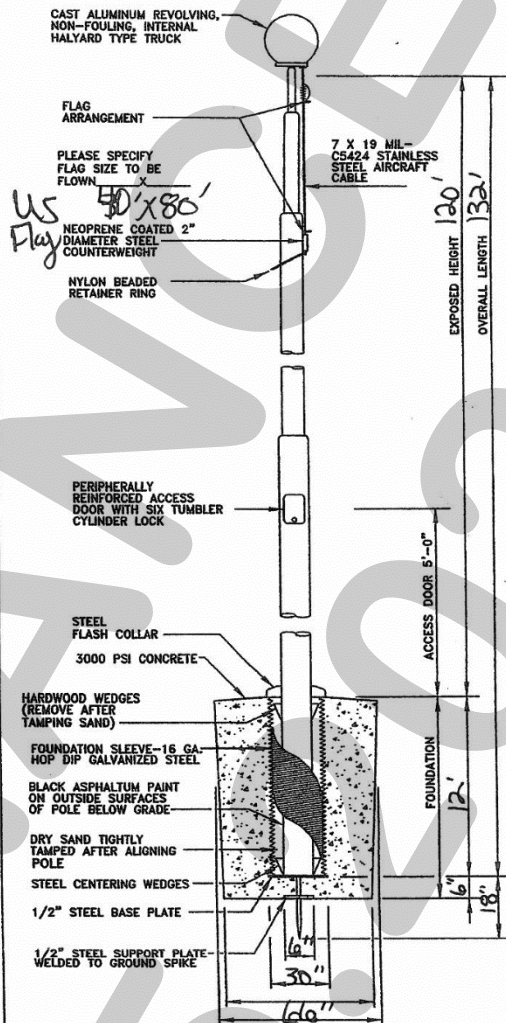 CAST ALUMINUM REVOLVING,
NON-FOULING, INTERNAL
HALYARD TYPE TRUCK
FLAG
ARRANGEMENT
7 X 19 MIL-
C5424 STAINLESS
STEEL AIRCRAFT
CABLE
PLEASE SPECIFY
FLAG SIZE TO BE
FLOWN X
US
Flag
40'X80'
NEOPRENE COATED 2"
DIAMETER STEEL
COUNTERWEIGHT
NYLON BEADED
RETAINER RING
EXPOSED HEIGHT 120'
OVERALL LENGTH 132'
PERIPHERALLY
REINFORCED ACCESS
DOOR WITH SIX TUMBLER
CYLINDER LOCK
ACCESS DOOR 5'-0"
STEEL
FLASH COLLAR
3000 PSI CONCRETE
HARDWOOD WEDGES
(REMOVE AFTER
TAMPING SAND)
FOUNDATION SLEEVE-16 GA-
HOP DIP GALVANIZED STEEL
BLACK ASPHALTUM PAINT
ON OUTSIDE SURFACES
OF POLE BELOW GRADE
DRY SAND TIGHTLY
TAMPED AFTER ALIGNING
POLE
STEEL CENTERING WEDGES
1/2" STEEL BASE PLATE
1/2" STEEL SUPPORT PLATE
WELDED TO GROUND SPIKE
FOUNDATION
12'
6"
18"
6"
30"
66"